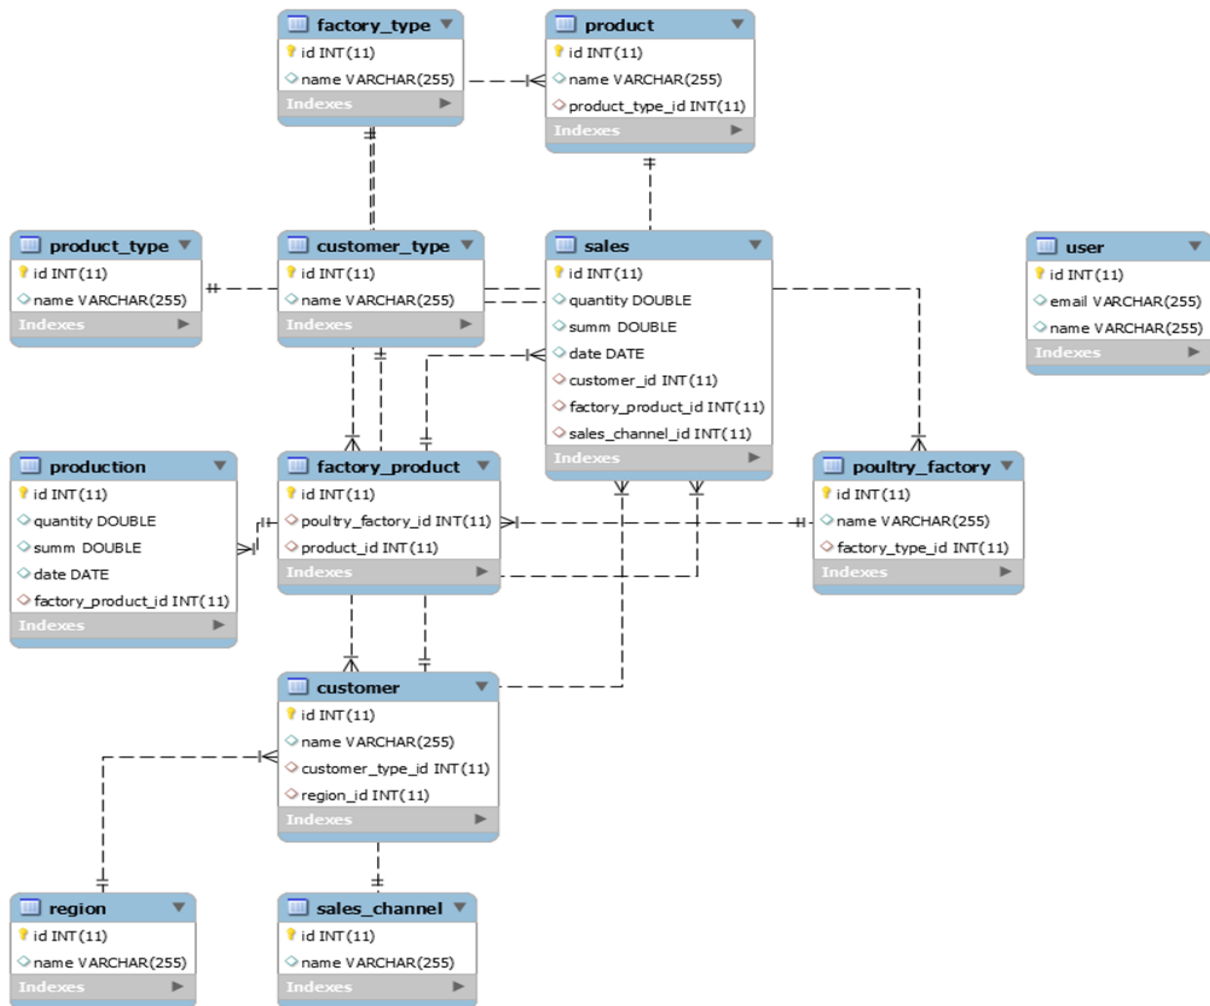 factory_type
id INT(11)
name VARCHAR(255)
Indexes
product
id INT(11)
name VARCHAR(255)
product_type_id INT(11)
Indexes
product_type
id INT(11)
name VARCHAR(255)
Indexes
customer_type
id INT(11)
name VARCHAR(255)
Indexes
sales
id INT(11)
quantity DOUBLE
summ DOUBLE
date DATE
customer_id INT(11)
factory_product_id INT(11)
sales_channel_id INT(11)
Indexes
user
id INT(11)
email VARCHAR(255)
name VARCHAR(255)
Indexes
production
id INT(11)
quantity DOUBLE
summ DOUBLE
date DATE
factory_product_id INT(11)
Indexes
factory_product
id INT(11)
poultry_factory_id INT(11)
product_id INT(11)
Indexes
poultry_factory
id INT(11)
name VARCHAR(255)
factory_type_id INT(11)
Indexes
customer
id INT(11)
name VARCHAR(255)
customer_type_id INT(11)
region_id INT(11)
Indexes
region
id INT(11)
name VARCHAR(255)
Indexes
sales_channel
id INT(11)
name VARCHAR(255)
Indexes